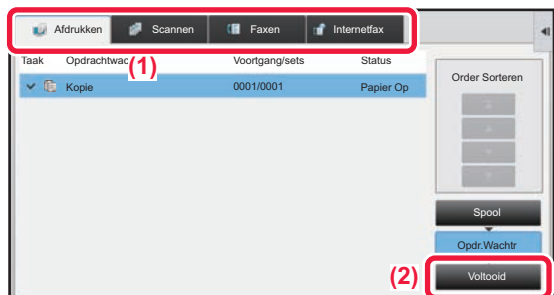 Afdrukken Scannen Faxen Internetfax
Taak Opdrachtwac Voortgang/sets Status
(1)
Kopie 0001/0001 Papier Op
Order Sorteren
Spool
Opdr.Wachtr
(2) Voltooid